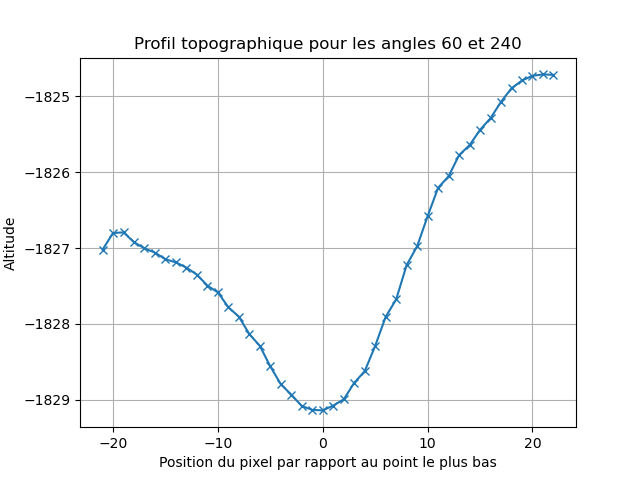 Profil topographique pour les angles 60 et 240
Altitude
−1825
−1826
−1827
−1828
−1829
−20 −10 0 10 20
Position du pixel par rapport au point le plus bas